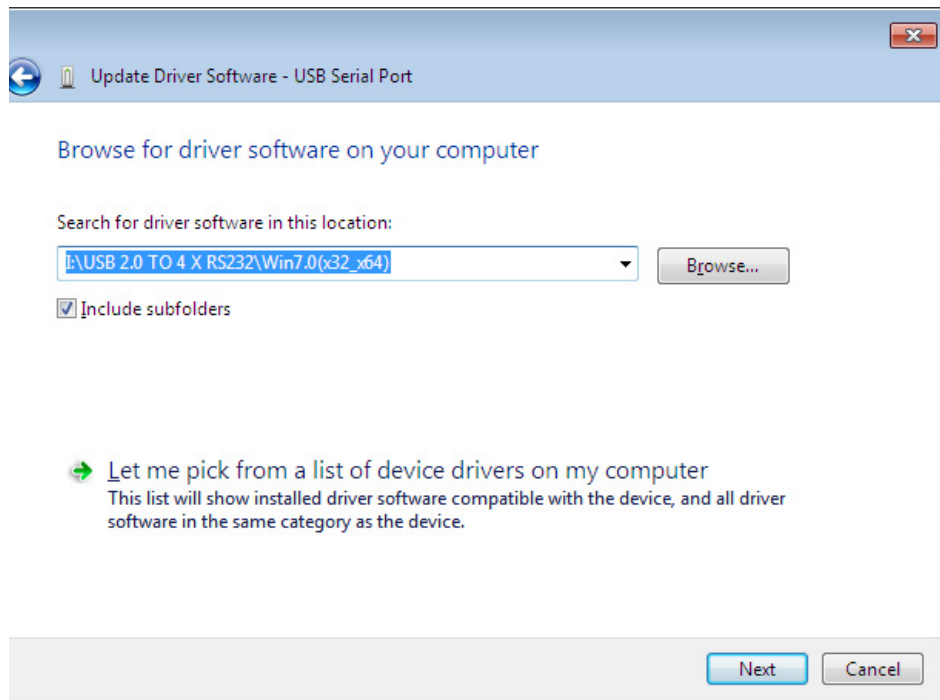 Update Driver Software - USB Serial Port
Browse for driver software on your computer
Search for driver software in this location:
I:\USB 2.0 TO 4 X RS232\Win7.0(x32_x64)
Browse...
Include subfolders
Let me pick from a list of device drivers on my computer
This list will show installed driver software compatible with the device, and all driver
software in the same category as the device.
Next
Cancel